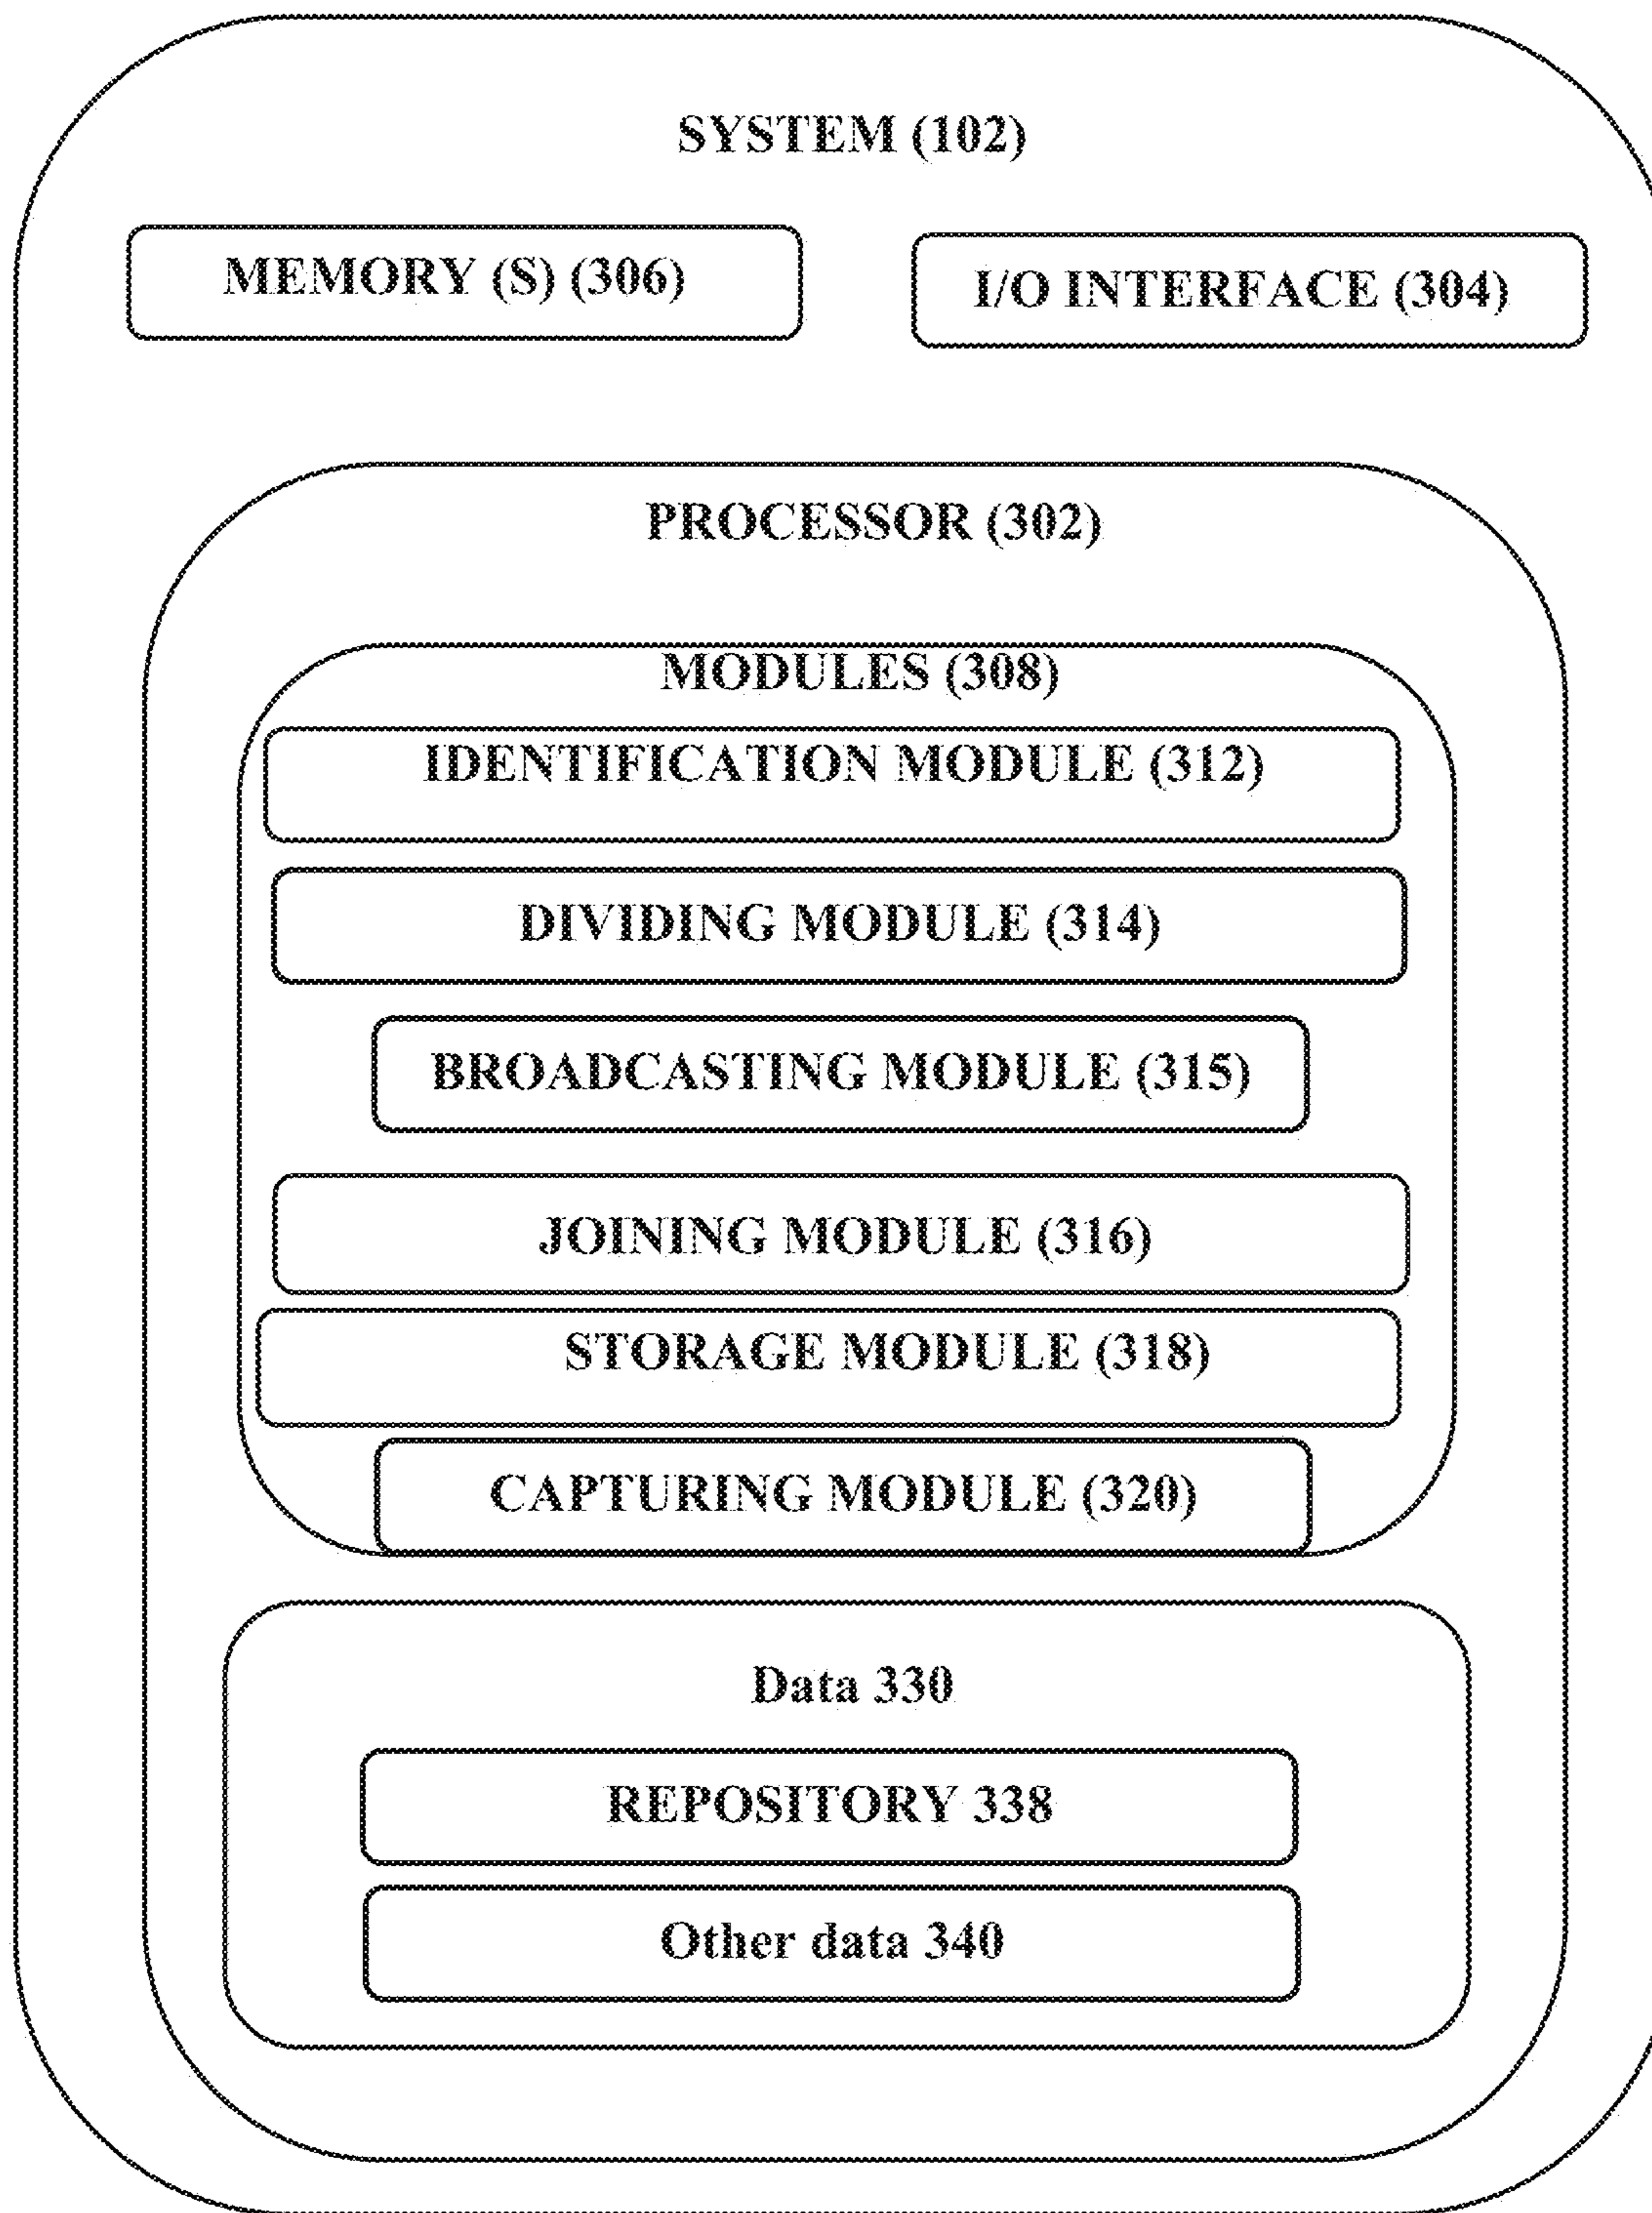 SYSTEM (102)
MEMORY (S) (306)
I/O INTERFACE (304)
PROCESSOR (302)
MODULES (308)
IDENTIFICATION MODULE (312)
DIVIDING MODULE (314)
BROADCASTING MODULE (315)
JOINING MODULE (316)
STORAGE MODULE (318)
CAPTURING MODULE (320)
Data 330
REPOSITORY 338
Other data 340